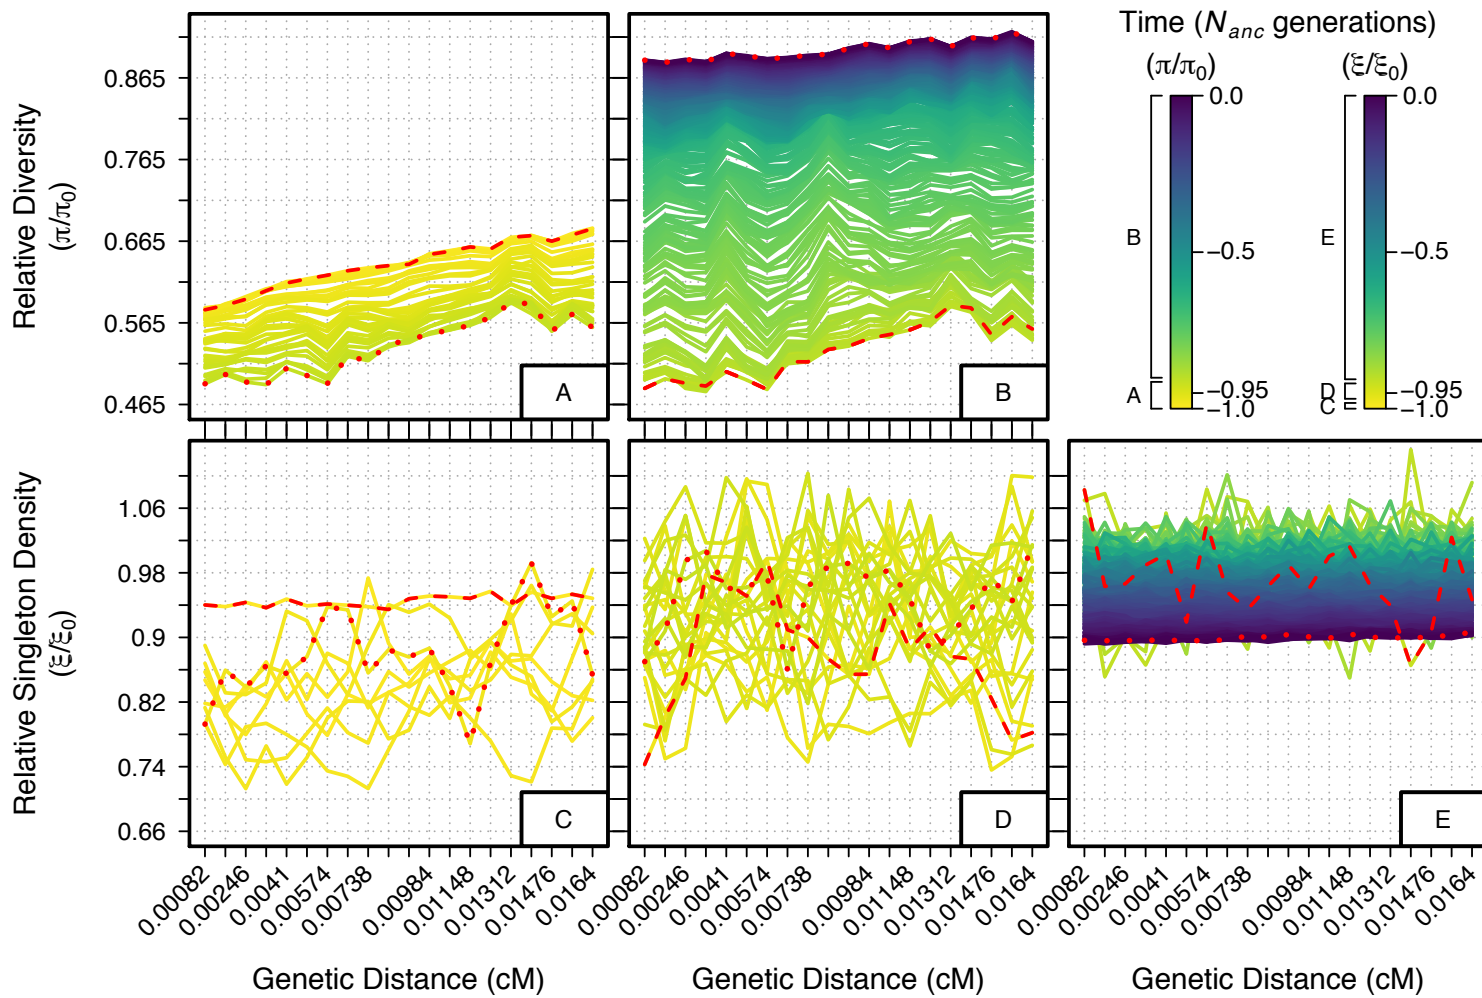 Time (Nanc generations)
(π/π0)
(ξ/ξ0)
0.0
−0.5
−0.95
−1.0
B
A
0.0
−0.5
−0.95
−1.0
E
D
C
Relative Diversity
(π/π0)
0.865
0.765
0.665
0.565
0.465
A
B
Relative Singleton Density
(ξ/ξ0)
1.06
0.98
0.9
0.82
0.74
0.66
C
D
E
0.00082
0.00246
0.0041
0.00574
0.00738
0.00984
0.01148
0.01312
0.01476
0.0164
0.00082
0.00246
0.0041
0.00574
0.00738
0.00984
0.01148
0.01312
0.01476
0.0164
0.00082
0.00246
0.0041
0.00574
0.00738
0.00984
0.01148
0.01312
0.01476
0.0164
Genetic Distance (cM)
Genetic Distance (cM)
Genetic Distance (cM)